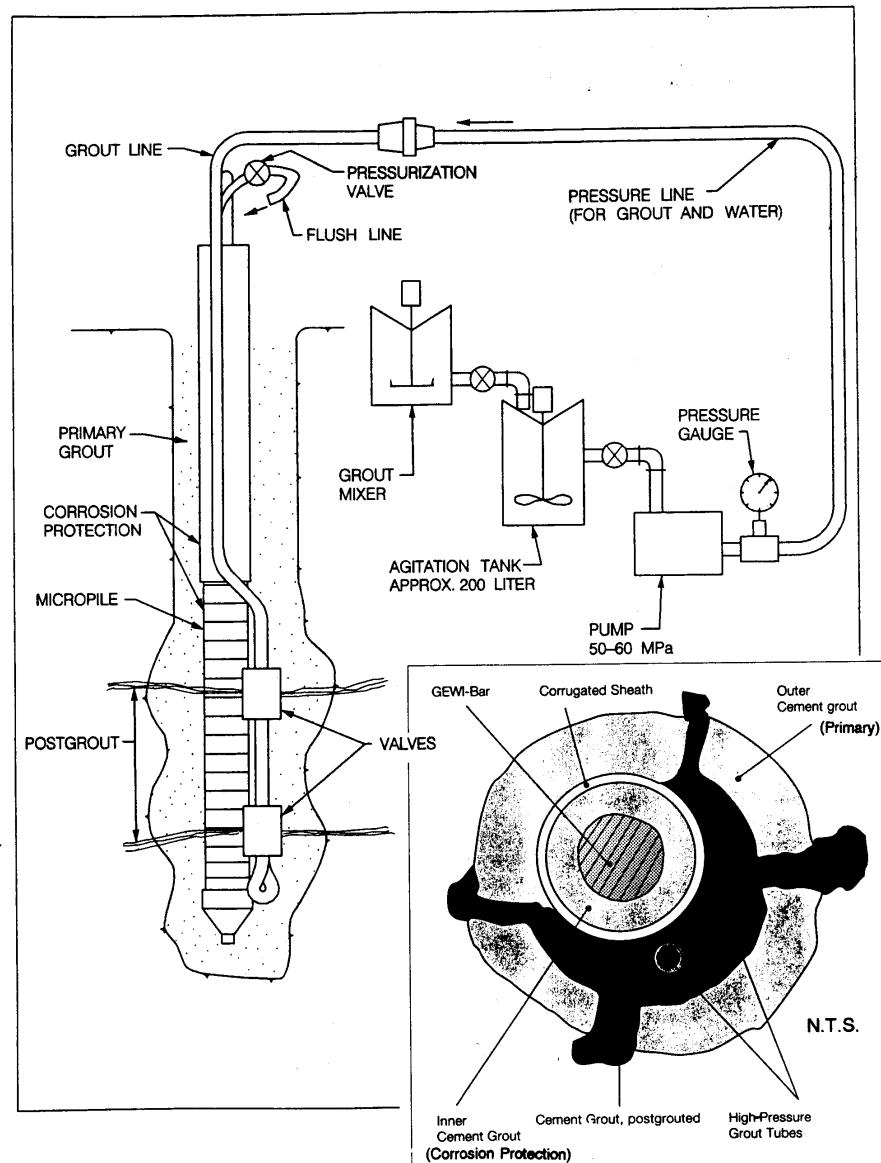 GROUT LINE
PRESSURIZATION
VALVE
FLUSH LINE
PRESSURE LINE
(FOR GROUT AND WATER)
PRIMARY
GROUT
GROUT
MIXER
PRESSURE
GAUGE
CORROSION
PROTECTION
MICROPILE
AGITATION TANK
APPROX. 200 LITER
PUMP
50–60 MPa
POSTGROUT
VALVES
GEWI-Bar
Corrugated Sheath
Outer
Cement grout
(Primary)
N.T.S.
Inner
Cement Grout
(Corrosion Protection)
Cement Grout, postgrouted
High-Pressure
Grout Tubes